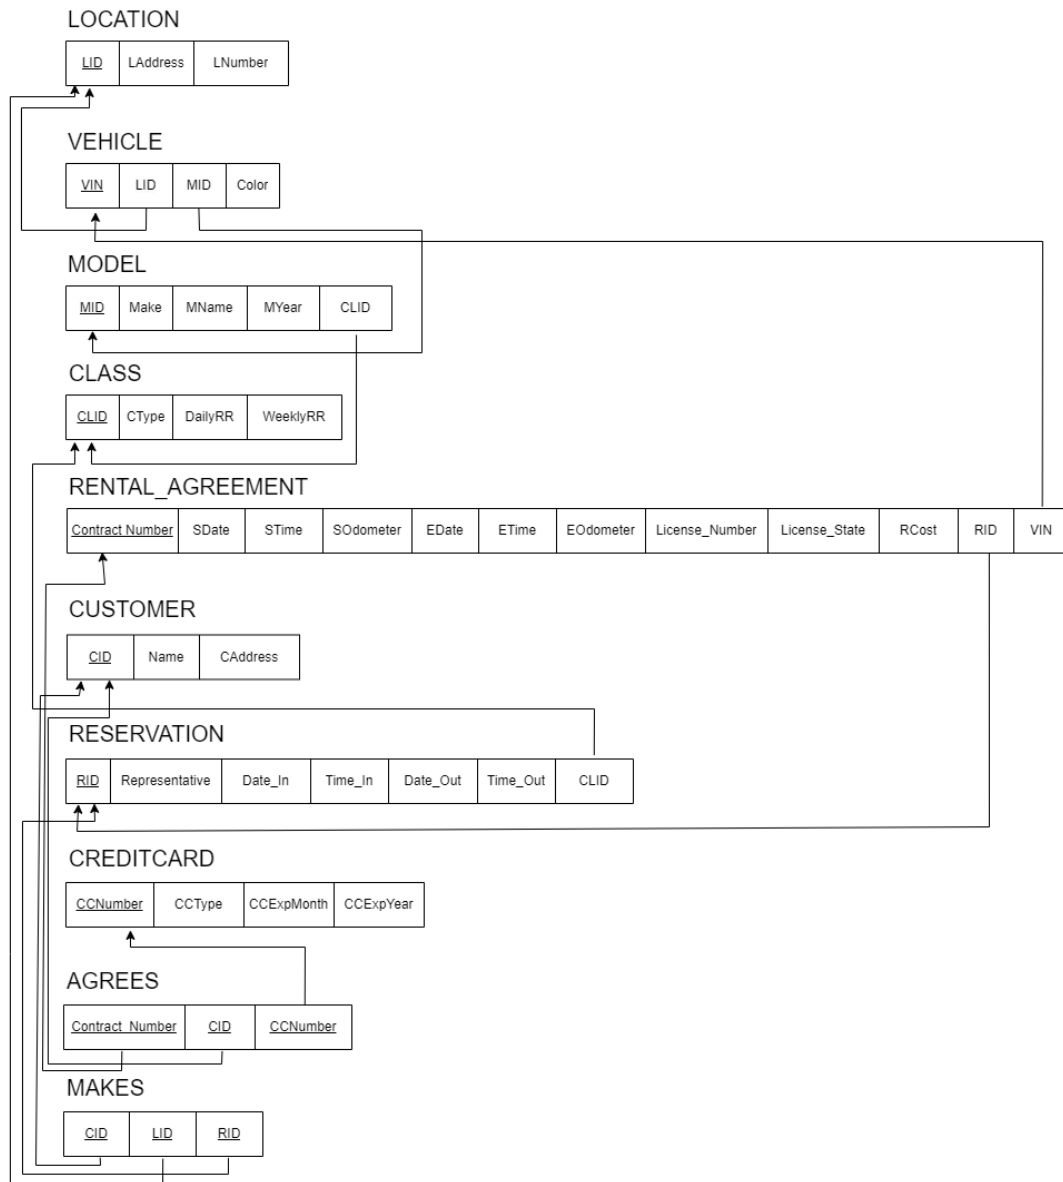 LOCATION
LID LAddress LNumber
VEHICLE
VIN LID MID Color
MODEL
MID Make MName MYear CLID
CLASS
CLID CType DailyRR WeeklyRR
RENTAL_AGREEMENT
Contract Number SDate STime SOdometer EDate ETime EOdometer License_Number License_State RCost RID VIN
CUSTOMER
CID Name CAddress
RESERVATION
RID Representative Date_In Time_In Date_Out Time_Out CLID
CREDITCARD
CCNumber CCType CCExpMonth CCExpYear
AGREES
Contract_Number CID CCNumber
MAKES
CID LID RID